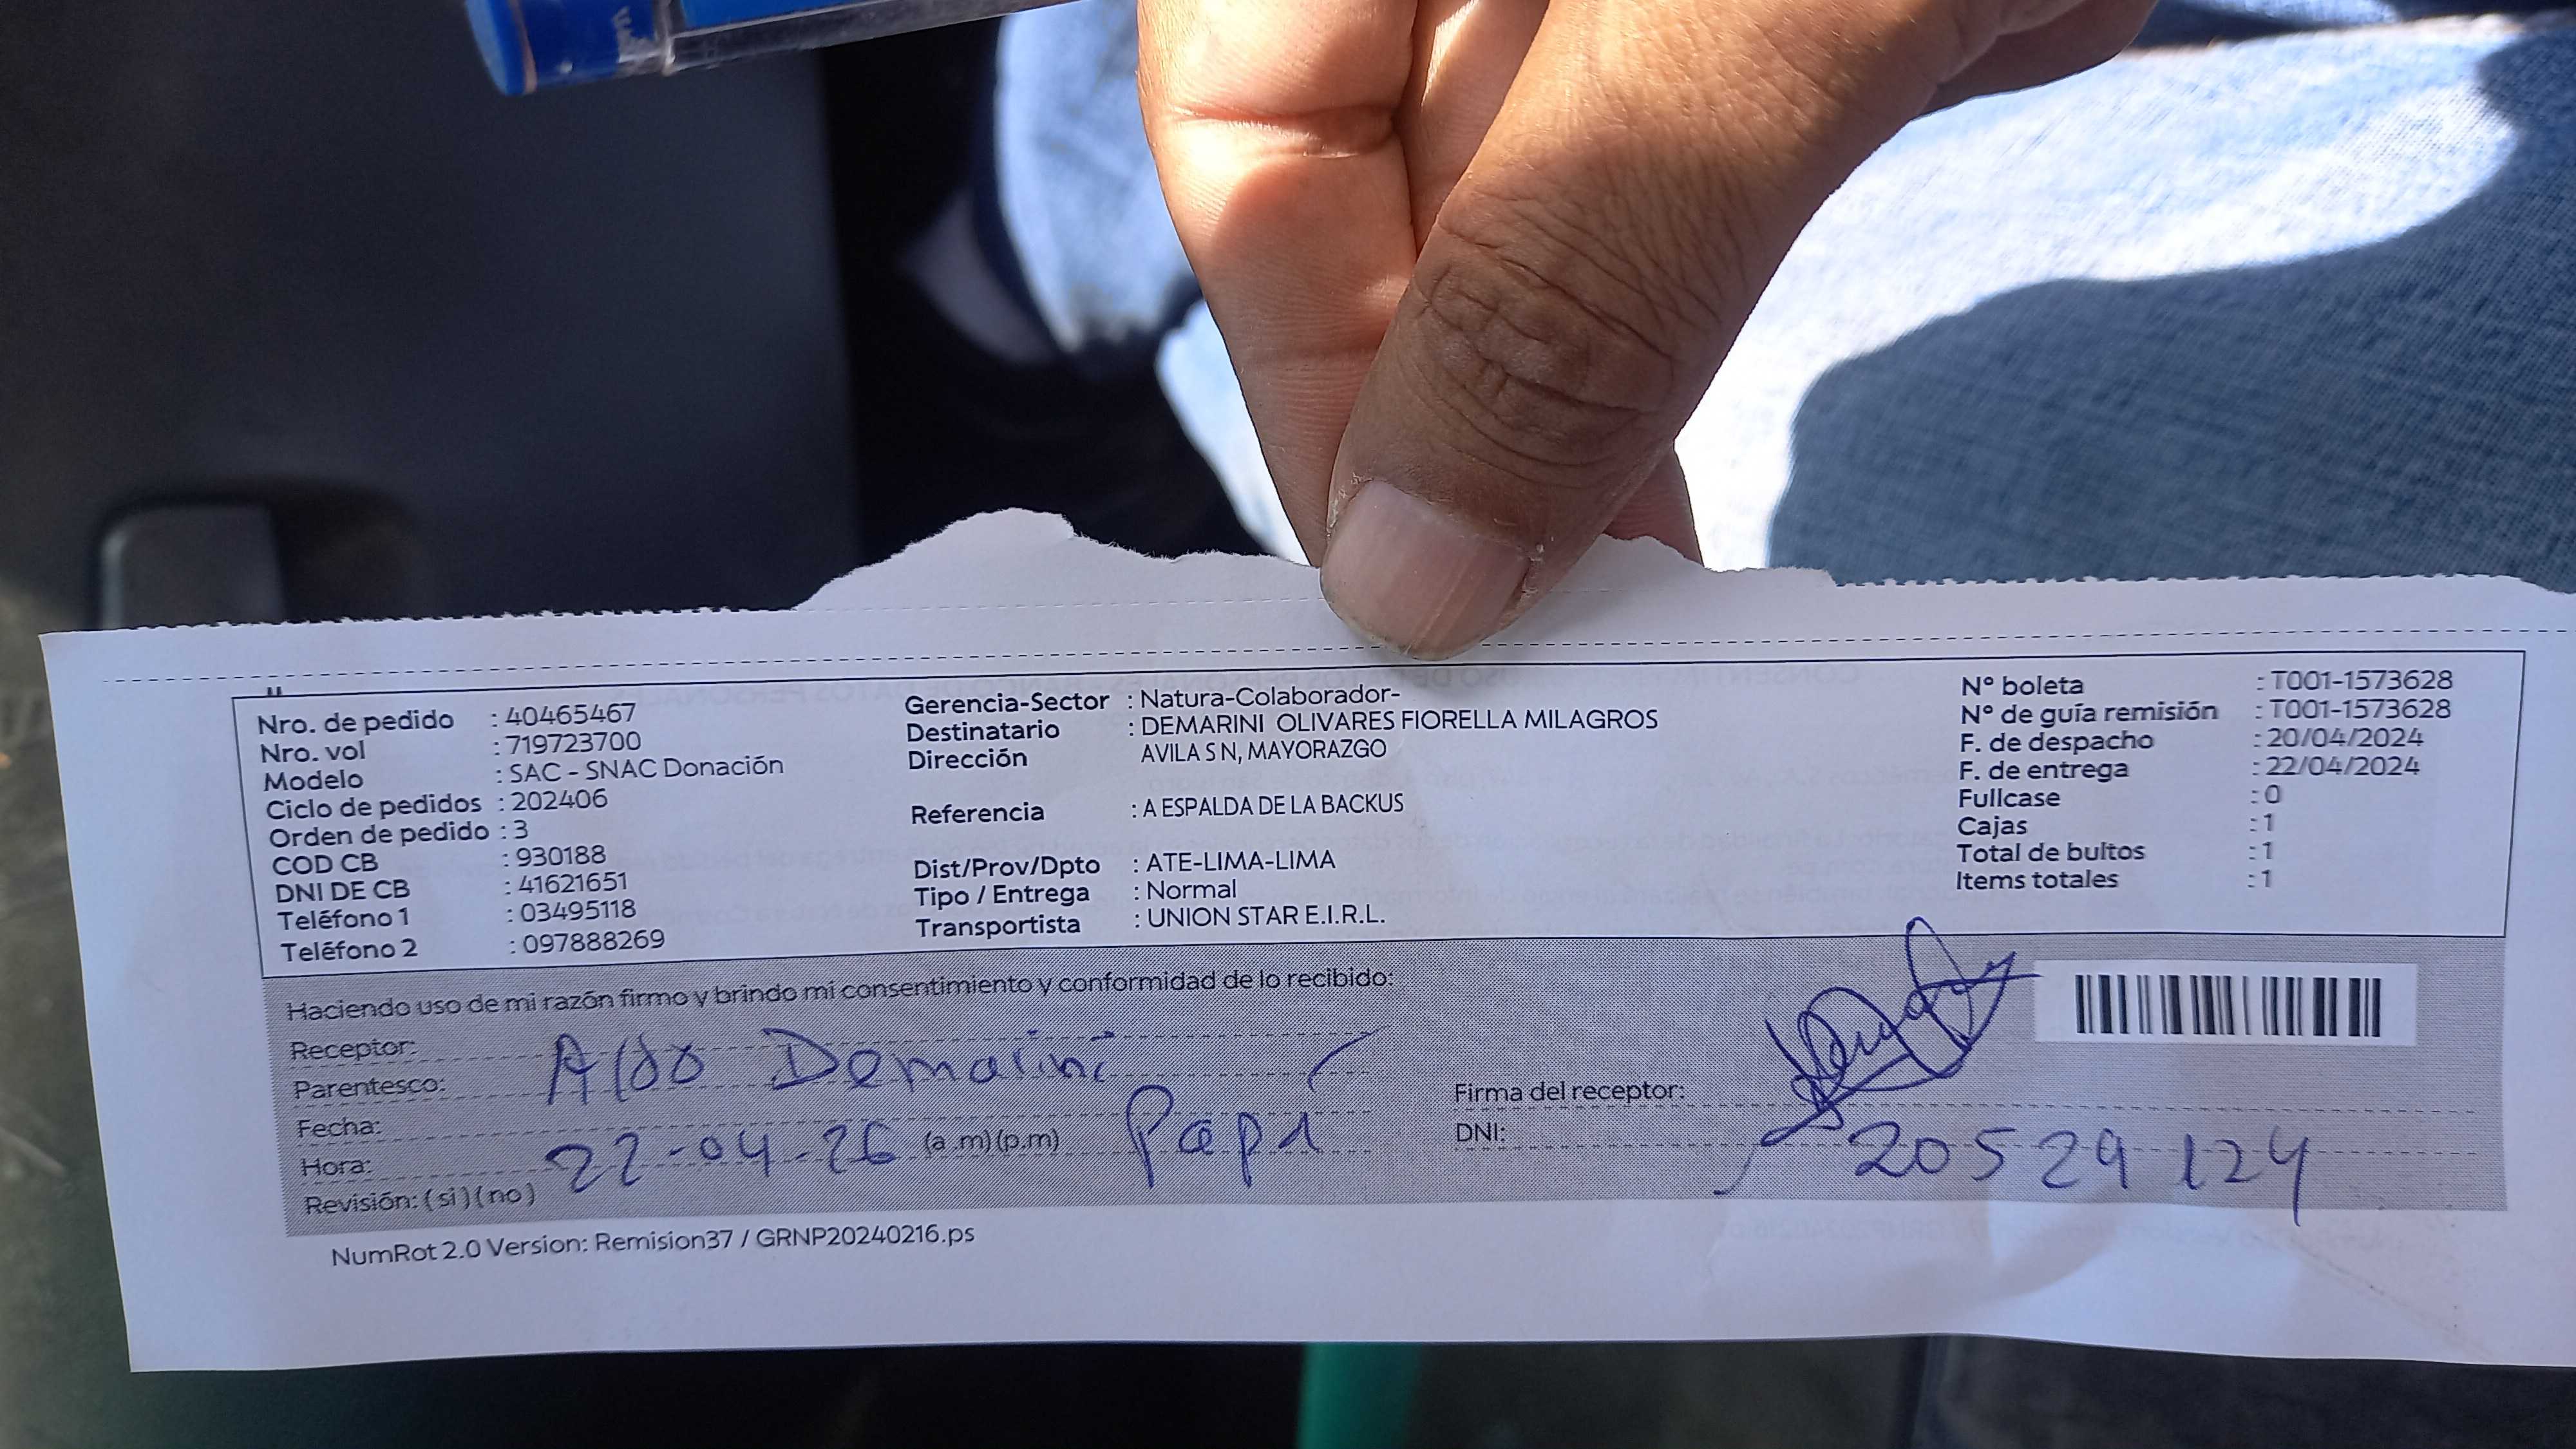 Nro. de pedido : 40465467
Nro. vol : 719723700
Modelo : SAC - SNAC Donación
Ciclo de pedidos : 202406
Orden de pedido : 3
COD CB : 930188
DNI DE CB : 41621651
Teléfono 1 : 03495118
Teléfono 2 : 097888269
Gerencia-Sector : Natura-Colaborador-
Destinatario : DEMARINI OLIVARES FIORELLA MILAGROS
Dirección AVILA S N, MAYORAZGO
Referencia : A ESPALDA DE LA BACKUS
Dist/Prov/Dpto : ATE-LIMA-LIMA
Tipo / Entrega : Normal
Transportista : UNION STAR E.I.R.L.
N° boleta : T001-1573628
N° de guía remisión : T001-1573628
F. de despacho : 20/04/2024
F. de entrega : 22/04/2024
Fullcase : 0
Cajas : 1
Total de bultos : 1
Items totales : 1
Haciendo uso de mi razón firmo y brindo mi consentimiento y conformidad de lo recibido:
Receptor:
Aldo Demarini
Parentesco:
Papa
Fecha:
22-04-26 (a .m)(p.m)
Hora:
Revisión: (si)(no)
Firma del receptor:
DNI: 20529124
NumRot 2.0 Version: Remision37 / GRNP20240216.ps